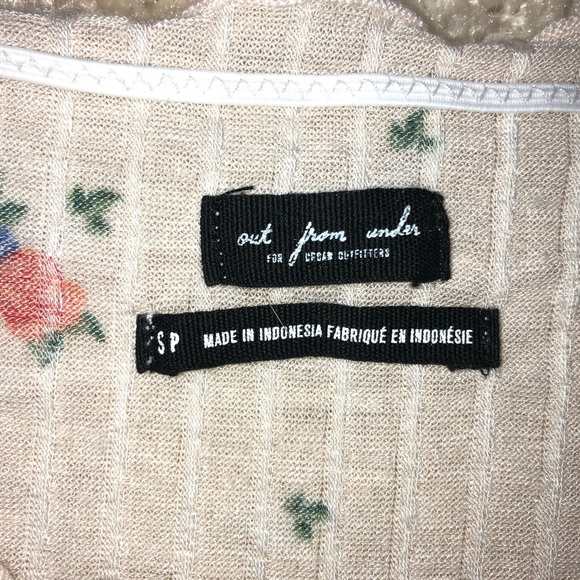 out from under
FOR URBAN OUTFITTERS
S P MADE IN INDONESIA FABRIQUÉ EN INDONÉSIE